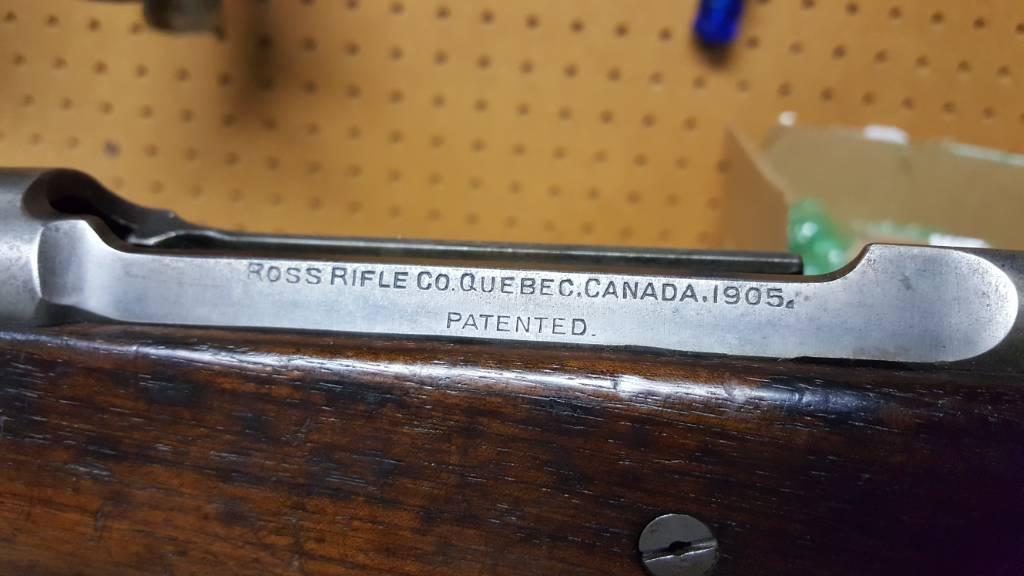 ROSS RIFLE CO. QUEBEC. CANADA. 1905.
PATENTED.